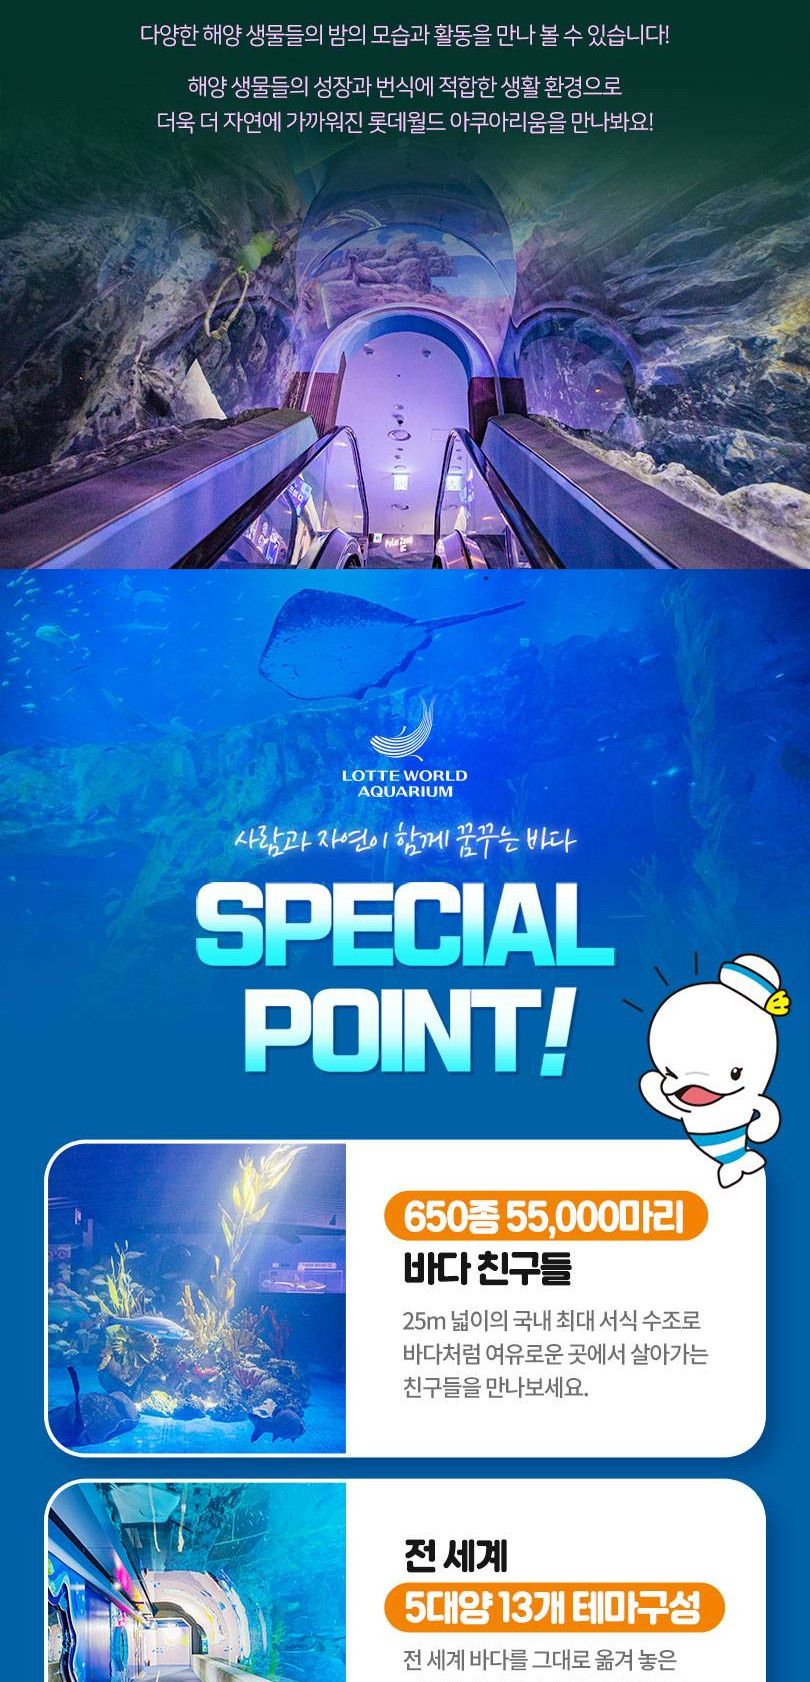 다양한 해양 생물들의 밤의 모습과 활동을 만나 볼 수 있습니다!
해양 생물들의 성장과 번식에 적합한 생활 환경으로
더욱 더 자연에 가까워진 롯데월드 아쿠아리움을 만나봐요!
LOTTE WORLD
AQUARIUM
사람과 자연이 함께 꿈꾸는 바다
SPECIAL
POINT!
650종 55,000마리
바다 친구들
25m 넓이의 국내 최대 서식 수조로
바다처럼 여유로운 곳에서 살아가는
친구들을 만나보세요.
전 세계
5대양 13개 테마구성
전 세계 바다를 그대로 옮겨 놓은